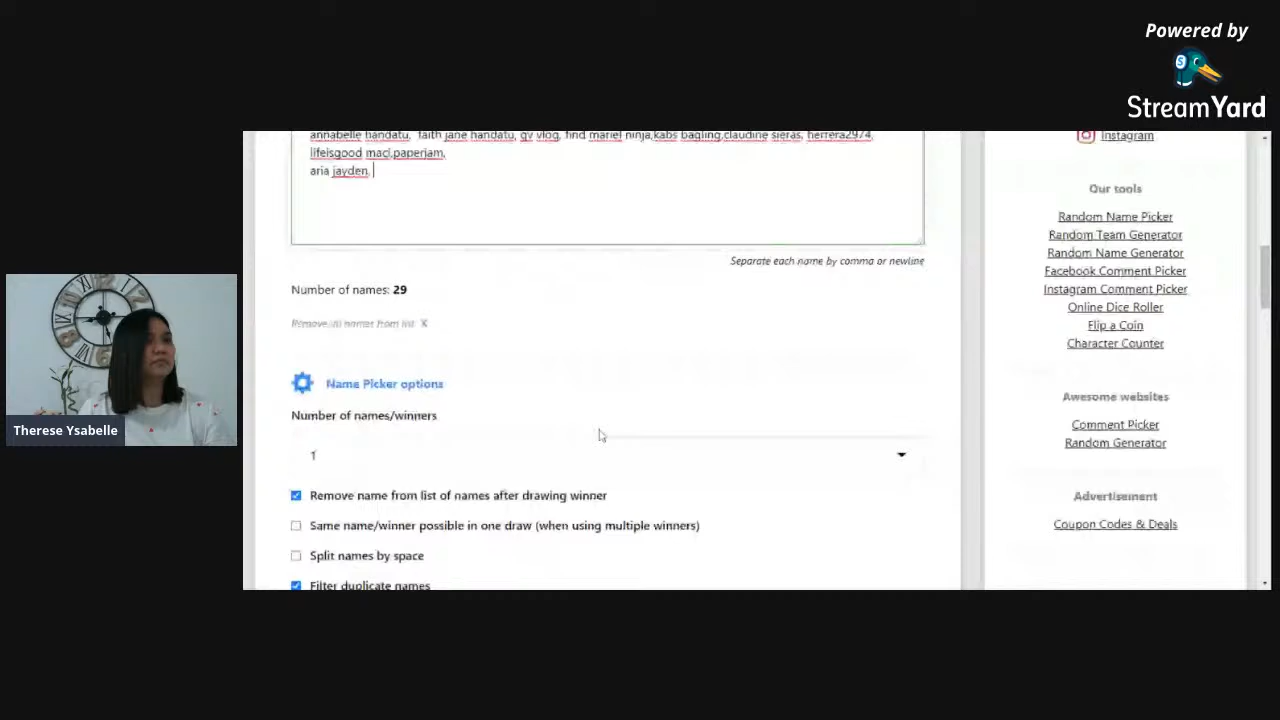 Powered by
StreamYard
annabelle handatu, faith jane handatu, gv vlog, find mariel ninja,kabs bagling,claudine sieras, herrera2974,
lifeisgood maci,paperjam,
aria jayden,
Separate each name by comma or newline
Number of names: 29
Remove all names from list: X
Name Picker options
Number of names/winners
1
Remove name from list of names after drawing winner
Same name/winner possible in one draw (when using multiple winners)
Split names by space
Filter duplicate names
Instagram
Our tools
Random Name Picker
Random Team Generator
Random Name Generator
Facebook Comment Picker
Instagram Comment Picker
Online Dice Roller
Flip a Coin
Character Counter
Awesome websites
Comment Picker
Random Generator
Advertisement
Coupon Codes & Deals
Therese Ysabelle